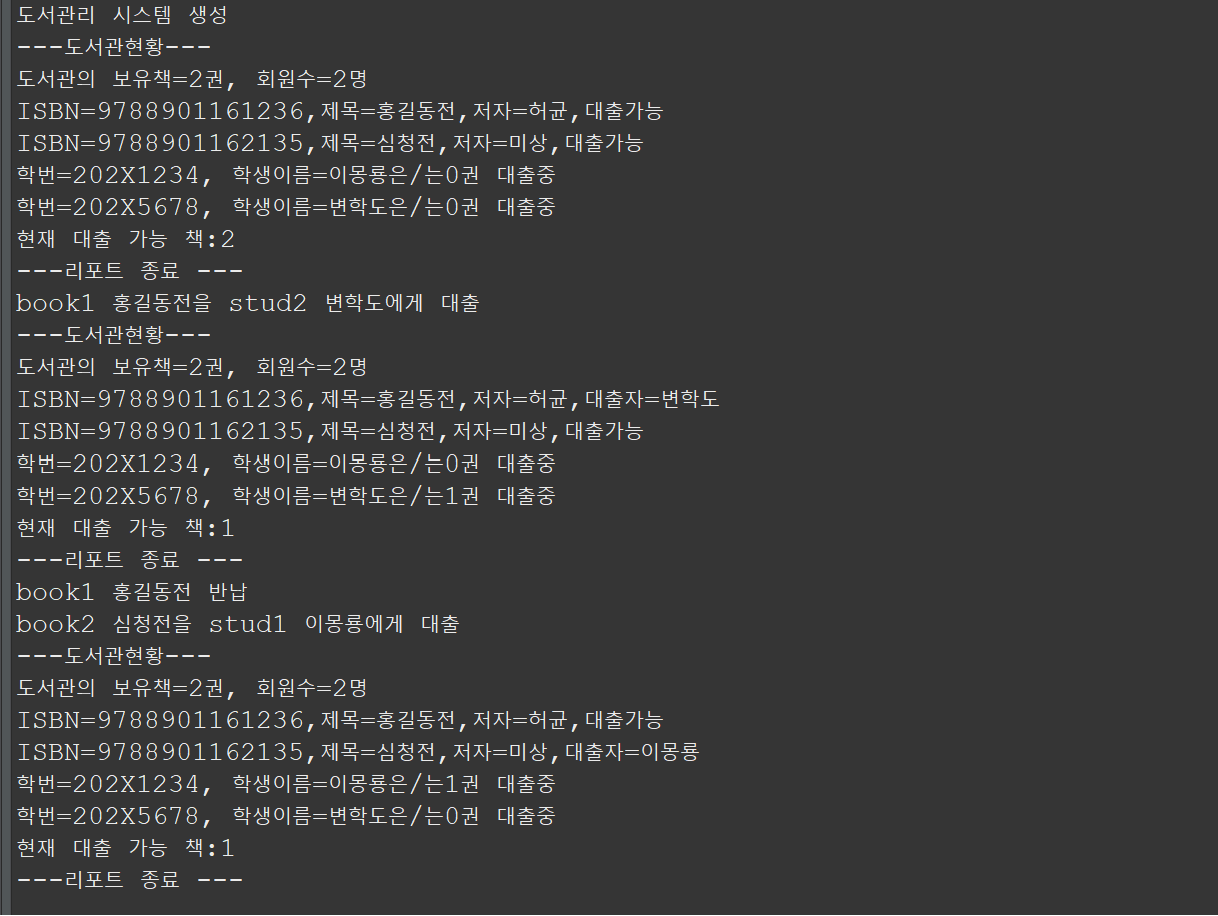 도서관리 시스템 생성
---도서관현황---
도서관의 보유책=2권, 회원수=2명
ISBN=9788901161236,제목=홍길동전,저자=허균,대출가능
ISBN=9788901162135,제목=심청전,저자=미상,대출가능
학번=202X1234, 학생이름=이몽룡은/는0권 대출중
학번=202X5678, 학생이름=변학도은/는0권 대출중
현재 대출 가능 책:2
---리포트 종료 ---
book1 홍길동전을 stud2 변학도에게 대출
---도서관현황---
도서관의 보유책=2권, 회원수=2명
ISBN=9788901161236,제목=홍길동전,저자=허균,대출자=변학도
ISBN=9788901162135,제목=심청전,저자=미상,대출가능
학번=202X1234, 학생이름=이몽룡은/는0권 대출중
학번=202X5678, 학생이름=변학도은/는1권 대출중
현재 대출 가능 책:1
---리포트 종료 ---
book1 홍길동전 반납
book2 심청전을 stud1 이몽룡에게 대출
---도서관현황---
도서관의 보유책=2권, 회원수=2명
ISBN=9788901161236,제목=홍길동전,저자=허균,대출가능
ISBN=9788901162135,제목=심청전,저자=미상,대출자=이몽룡
학번=202X1234, 학생이름=이몽룡은/는1권 대출중
학번=202X5678, 학생이름=변학도은/는0권 대출중
현재 대출 가능 책:1
---리포트 종료 ---